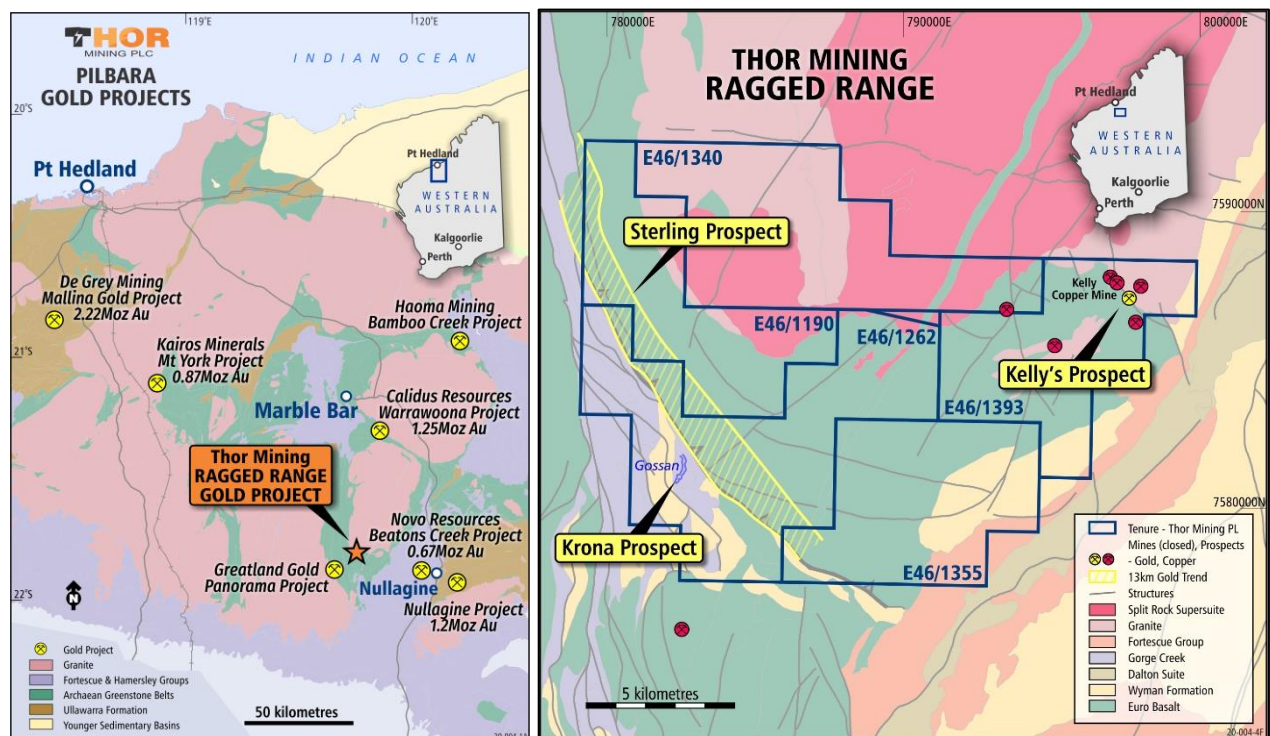 THOR
MINING PLC
PILBARA
GOLD PROJECTS
119°E
120°E
INDIAN OCEAN
20°S
21°S
22°S
Pt Hedland
Pt Hedland
WESTERN
AUSTRALIA
Kalgoorlie
Perth
De Grey Mining
Mallina Gold Project
2.22Moz Au
Haoma Mining
Bamboo Creek Project
Kairos Minerals
Mt York Project
0.87Moz Au
Marble Bar
Calidus Resources
Warrawoona Project
1.25Moz Au
Thor Mining
RAGGED RANGE
GOLD PROJECT
Novo Resources
Beatons Creek Project
0.67Moz Au
Greatland Gold
Panorama Project
Nullagine
Nullagine Project
1.2Moz Au
N
Gold Project
Granite
Fortescue & Hamersley Groups
Archaean Greenstone Belts
Ullawarra Formation
Younger Sedimentary Basins
50 kilometres
780000E
790000E
800000E
THOR MINING
RAGGED RANGE
Pt Hedland
WESTERN
AUSTRALIA
Kalgoorlie
Perth
7590000N
E46/1340
Sterling Prospect
Kelly
Copper Mine
E46/1190
E46/1262
Kelly's Prospect
E46/1393
Gossan
7580000N
Krona Prospect
E46/1355
5 kilometres
Tenure - Thor Mining PL
Mines (closed), Prospects
- Gold, Copper
13km Gold Trend
Structures
Split Rock Supersuite
Granite
Fortescue Group
Gorge Creek
Dalton Suite
Wyman Formation
Euro Basalt
20-004-4F